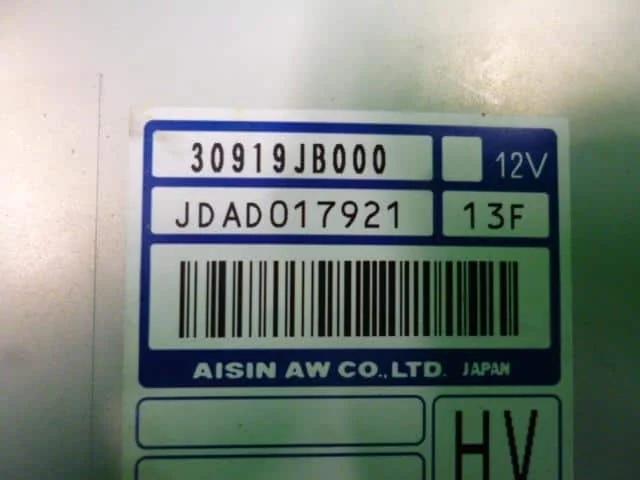 30919JB000
12V
JDAD017921 13F
AISIN AW CO.,LTD. JAPAN
HV